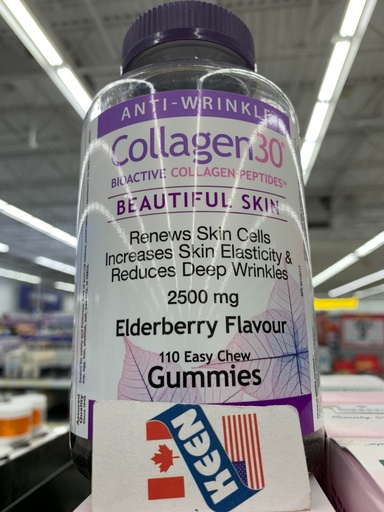 ANTI-WRINKLE
Collagen30®
BIOACTIVE COLLAGEN PEPTIDES™
BEAUTIFUL SKIN
Renews Skin Cells
Increases Skin Elasticity &
Reduces Deep Wrinkles
2500 mg
Elderberry Flavour
110 Easy Chew
Gummies
KEEN